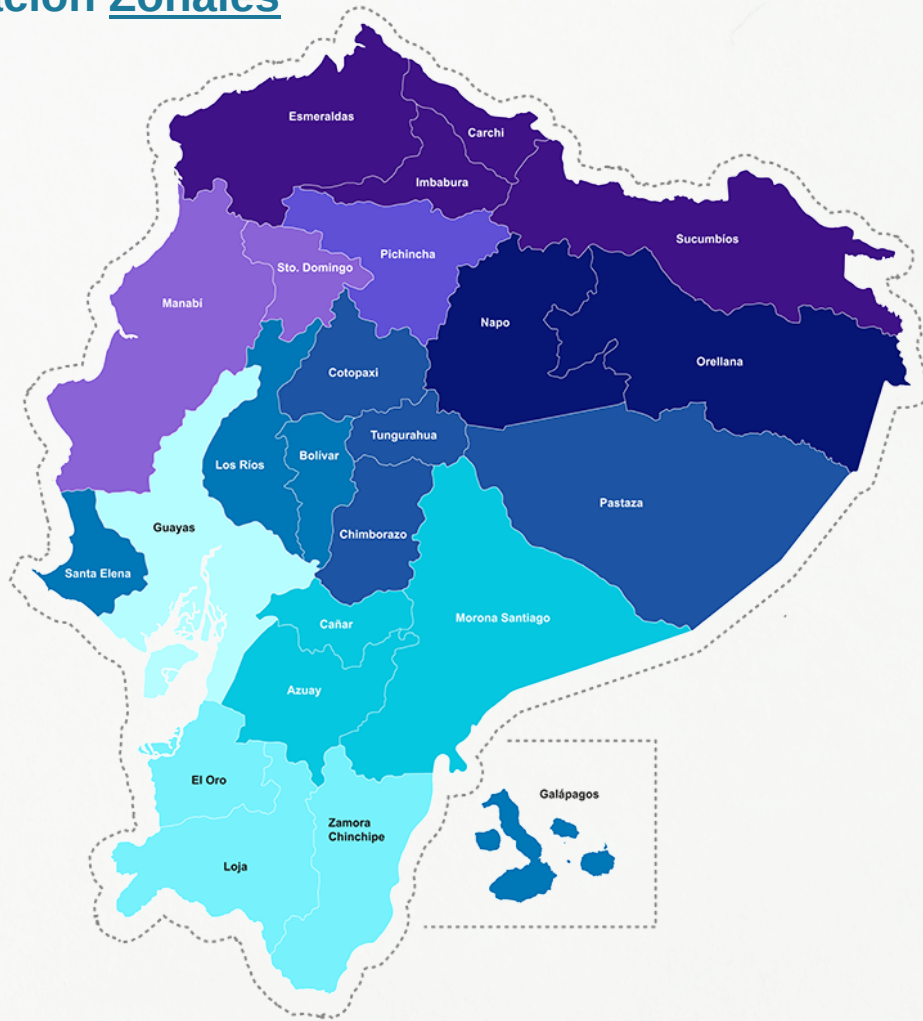 Zonales
Esmeraldas
Carchi
Imbabura
Sucumbíos
Pichincha
Sto. Domingo
Manabí
Napo
Orellana
Cotopaxi
Tungurahua
Los Ríos
Bolívar
Pastaza
Guayas
Chimborazo
Santa Elena
Cañar
Morona Santiago
Azuay
El Oro
Galápagos
Zamora
Chinchipe
Loja